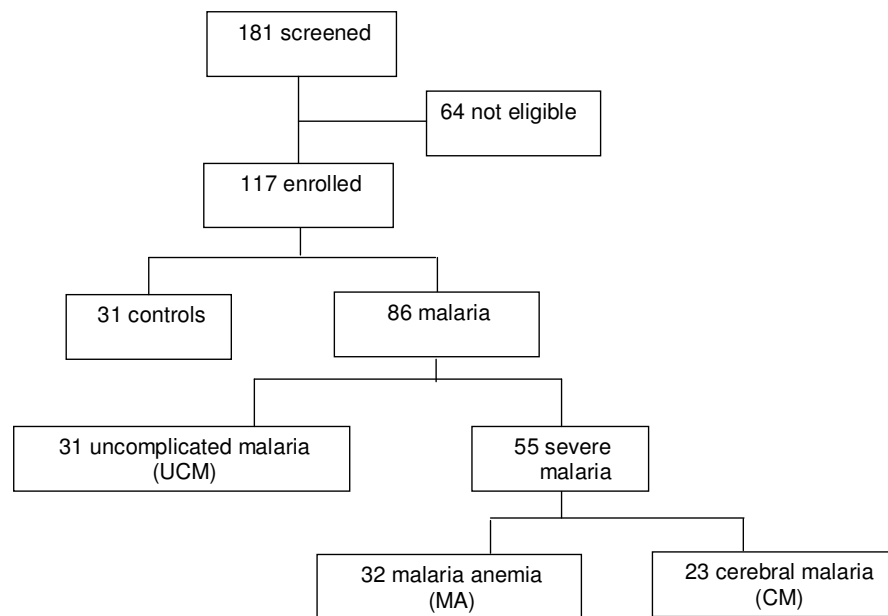 181 screened
64 not eligible
117 enrolled
31 controls
86 malaria
31 uncomplicated malaria
(UCM)
55 severe
malaria
32 malaria anemia
(MA)
23 cerebral malaria
(CM)